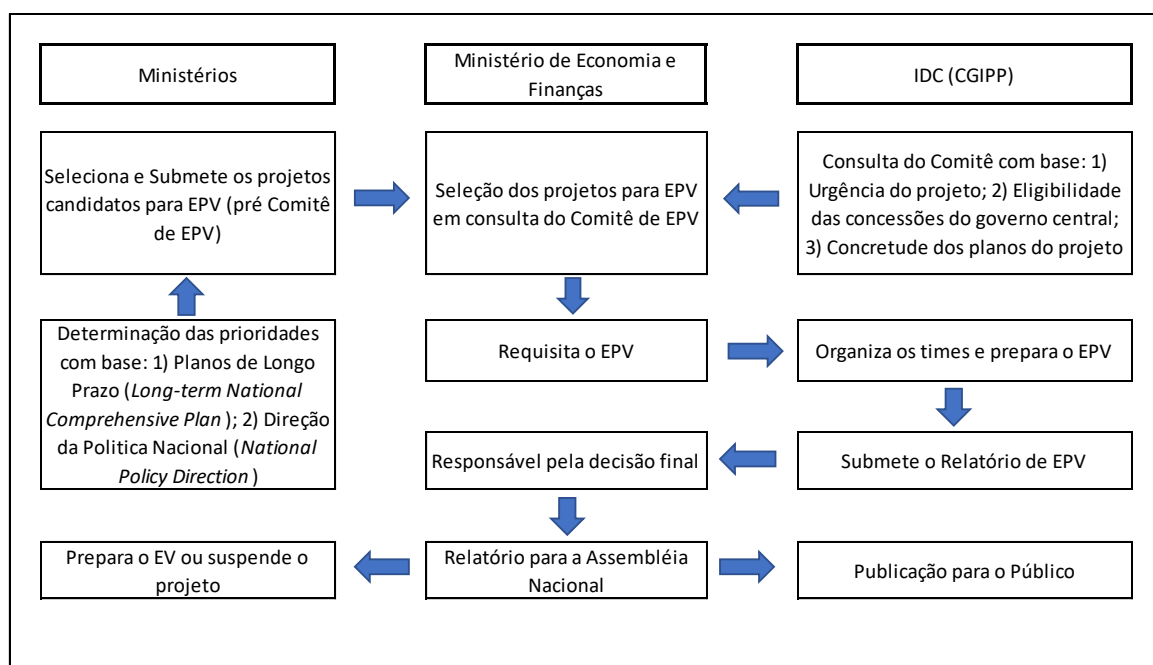 Ministérios
Ministério de Economia e
Finanças
IDC (CGIPP)
Seleciona e Submete os projetos
candidatos para EPV (pré Comitê
de EPV)
Seleção dos projetos para EPV
em consulta do Comitê de EPV
Consulta do Comitê com base: 1)
Urgência do projeto; 2) Eligibilidade
das concessões do governo central;
3) Concretude dos planos do projeto
Determinação das prioridades
com base: 1) Planos de Longo
Prazo (Long-term National
Comprehensive Plan ); 2) Direção
da Politica Nacional (National
Policy Direction )
Requisita o EPV
Organiza os times e prepara o EPV
Responsável pela decisão final
Submete o Relatório de EPV
Prepara o EV ou suspende o
projeto
Relatório para a Assembléia
Nacional
Publicação para o Público